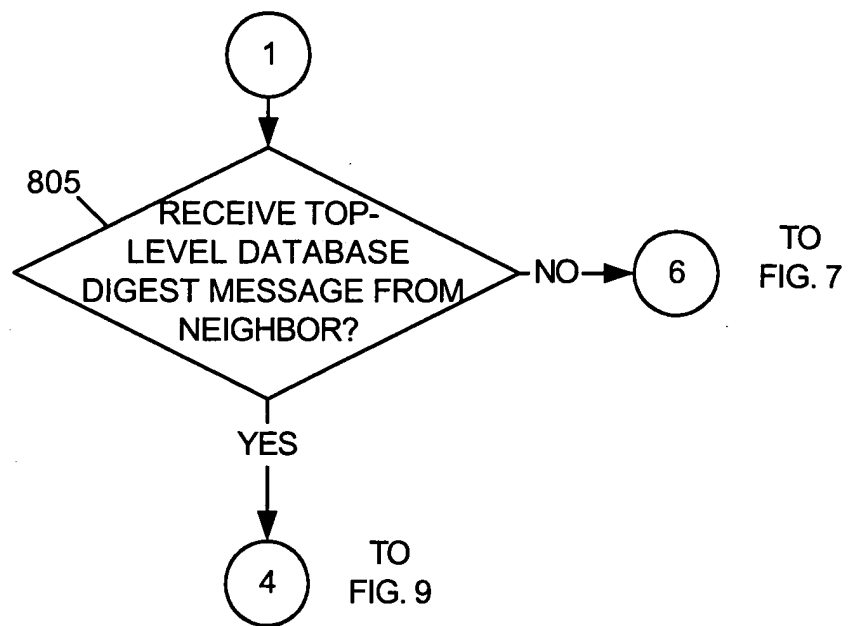 1
805
RECEIVE TOP-
LEVEL DATABASE
DIGEST MESSAGE FROM
NEIGHBOR?
NO
6
TO
FIG. 7
YES
4
TO
FIG. 9